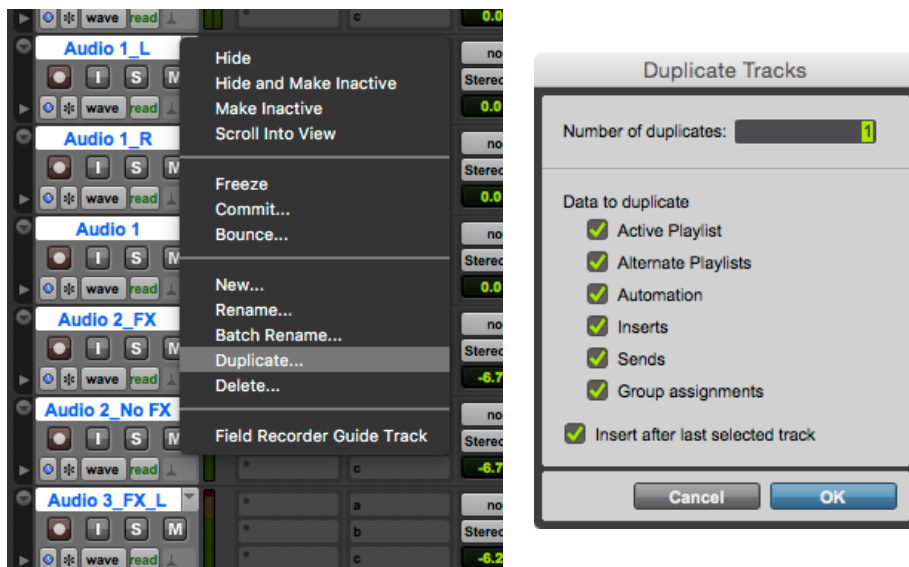 wave read c 0.0
Audio 1_L
I S M
Stereo
wave read 0.0
Audio 1_R
no
I S M
Stereo
wave read 0.0
Audio 1
no
I S M
Stereo
wave read 0.0
Audio 2_FX
no
I S M
Stereo
wave read -6.7
Audio 2_No FX
no
I S M
Stereo
wave read c -6.7
Audio 3_FX_L a no
I S M b Stereo
wave read c -6.2
Hide
Hide and Make Inactive
Make Inactive
Scroll Into View
Freeze
Commit...
Bounce...
New...
Rename...
Batch Rename...
Duplicate...
Delete...
Field Recorder Guide Track
Duplicate Tracks
Number of duplicates: 1
Data to duplicate
Active Playlist
Alternate Playlists
Automation
Inserts
Sends
Group assignments
Insert after last selected track
Cancel OK